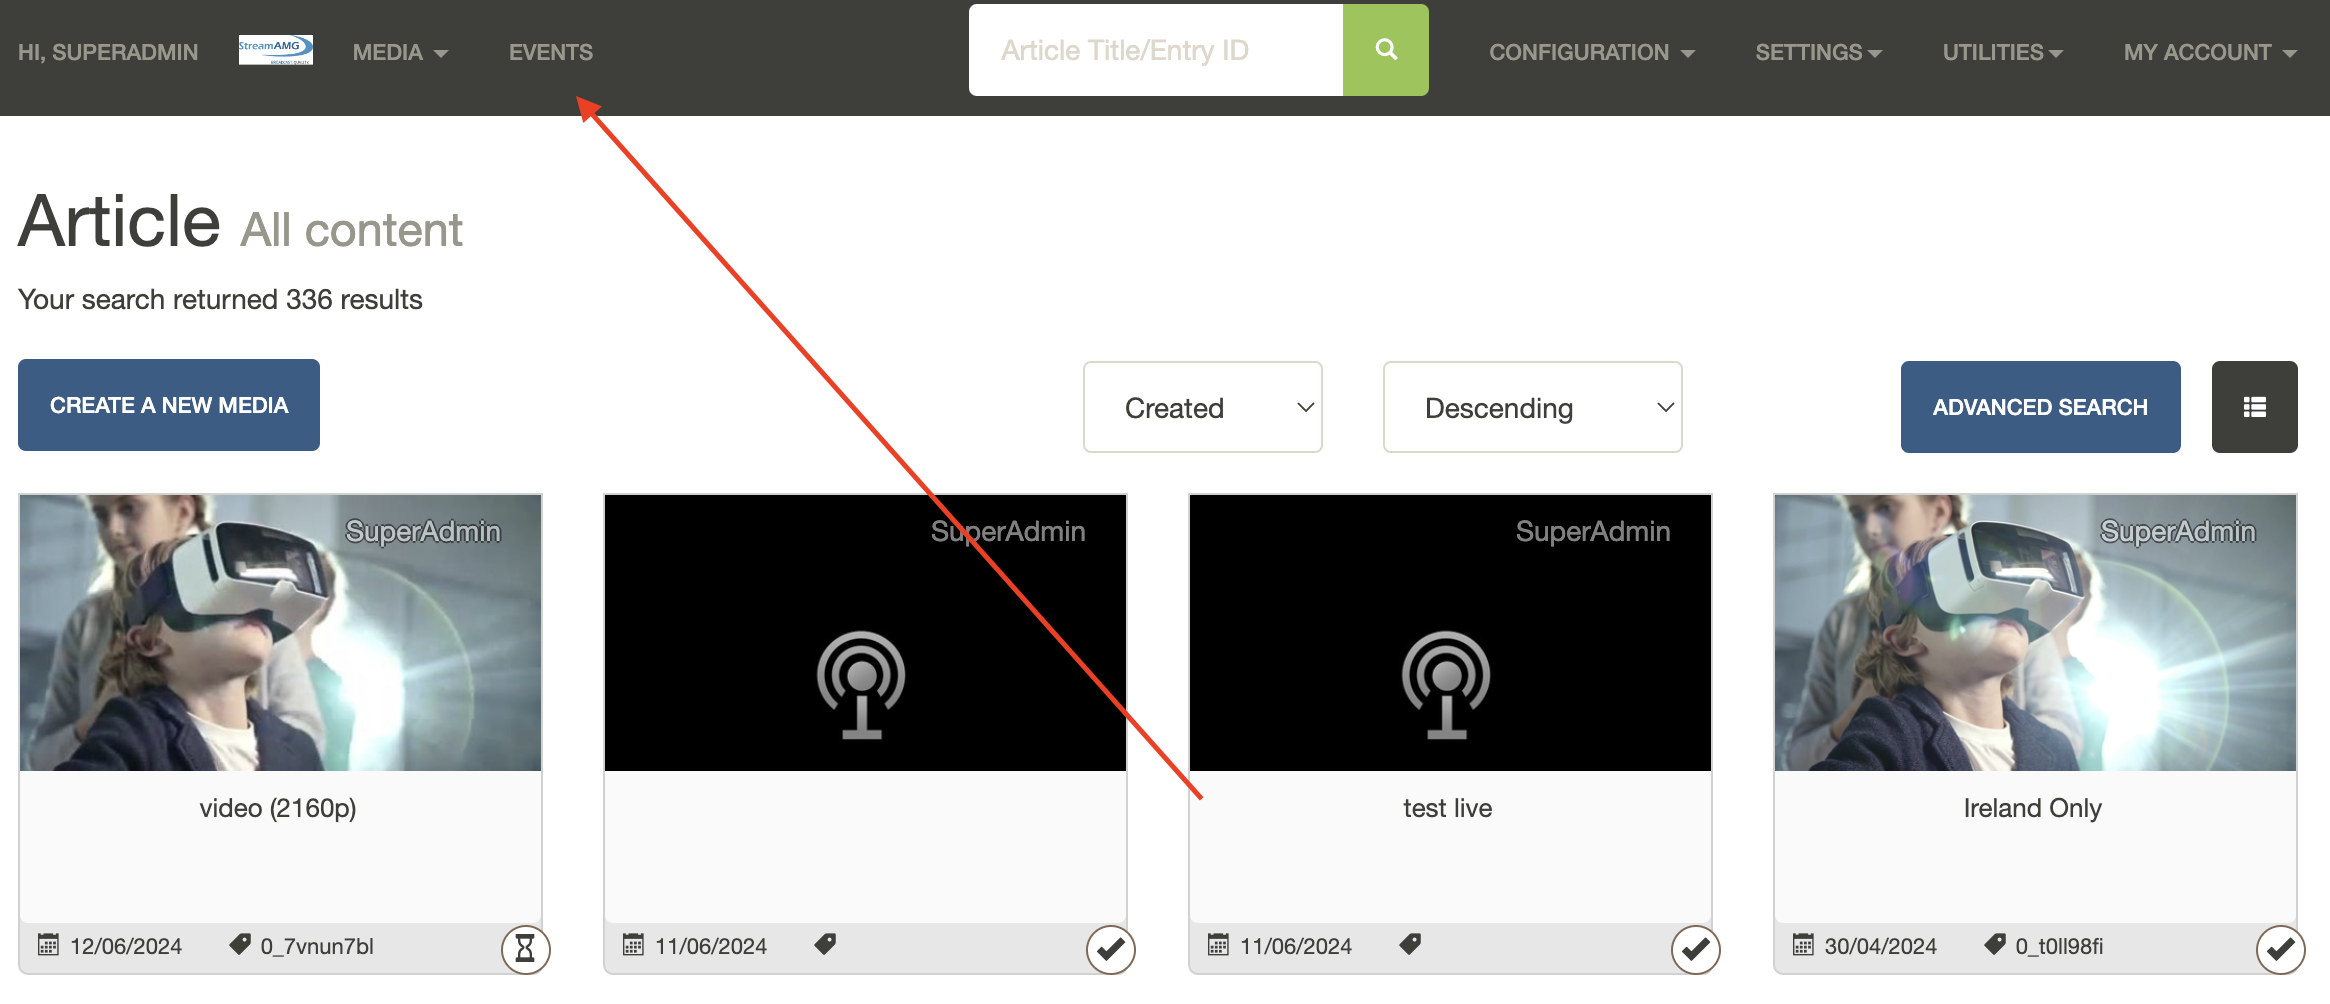 HI, SUPERADMIN StreamAMG MEDIA EVENTS Article Title/Entry ID CONFIGURATION SETTINGS UTILITIES MY ACCOUNT
BROADCAST QUALITY
Article All content
Your search returned 336 results
CREATE A NEW MEDIA Created Descending ADVANCED SEARCH
SuperAdmin SuperAdmin SuperAdmin SuperAdmin
video (2160p) test live Ireland Only
12/06/2024 0_7vnun7bl 11/06/2024 11/06/2024 30/04/2024 0_t0ll98fi